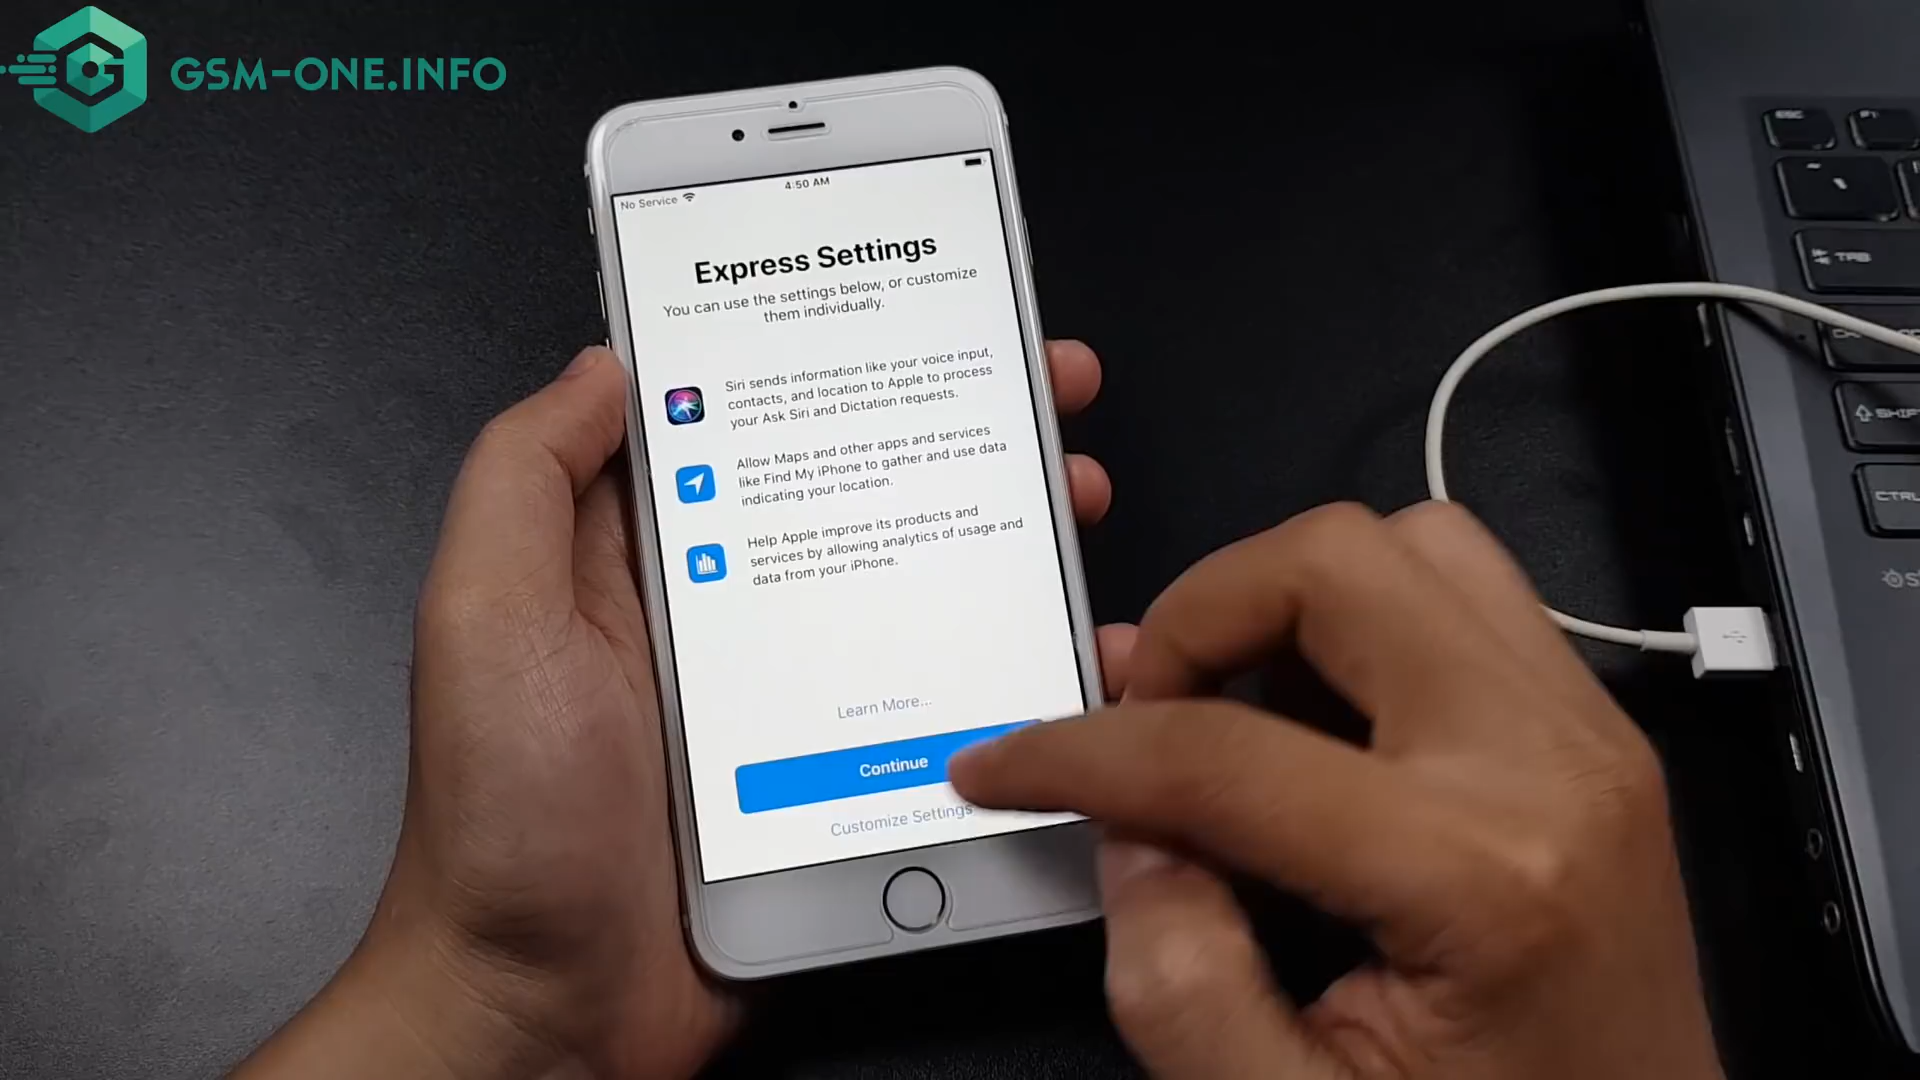 GSM-ONE.INFO
4:50 AM
No Service
Express Settings
You can use the settings below, or customize
them individually.
Siri sends information like your voice input,
contacts, and location to Apple to process
your Ask Siri and Dictation requests.
Allow Maps and other apps and services
like Find My iPhone to gather and use data
indicating your location.
Help Apple improve its products and
services by allowing analytics of usage and
data from your iPhone.
Learn More...
Continue
Customize Settings
ESC
F1
TAB
SHIFT
CTRL